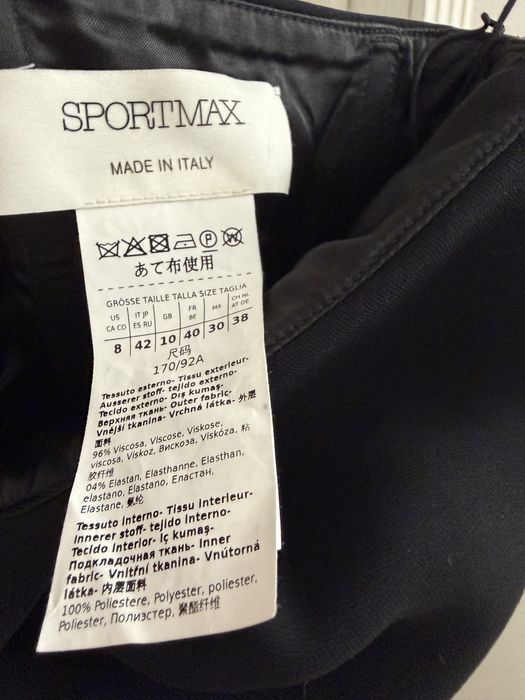 SPORTMAX
MADE IN ITALY
P W
あて布使用
GRÖSSE TAILLE TALLA SIZE TAGLIA
US CA CO IT JP ES RU GB FR BE MX CH NL AT DE
8 42 10 40 30 38
尺码
170/92A
Tessuto esterno- Tissu exterieur-
Ausserer stoff- tejido externo-
Tecido externo- Dış kumaş-
Верхняя ткань- Outer fabric-
Vnější tkanina- Vrchná látka- 外层
面料
96% Viscosa, Viscose, Viskose,
viscosa, Viskoz, Вискоза, Viskóza, 粘
胶纤维
04% Elastan, Elasthanne, Elasthan,
elastano, Elastano, Еластан,
Elastane, 氨纶
Tessuto interno- Tissu interieur-
Innerer stoff- tejido interno-
Tecido interior- iç kumaş-
Подкладочная ткань- Inner
fabric- Vnitřní tkanina- Vnútorná
látka- 内层面料
100% Poliestere, Polyester, poliester,
Poliester, Полиэстер, 聚酯纤维